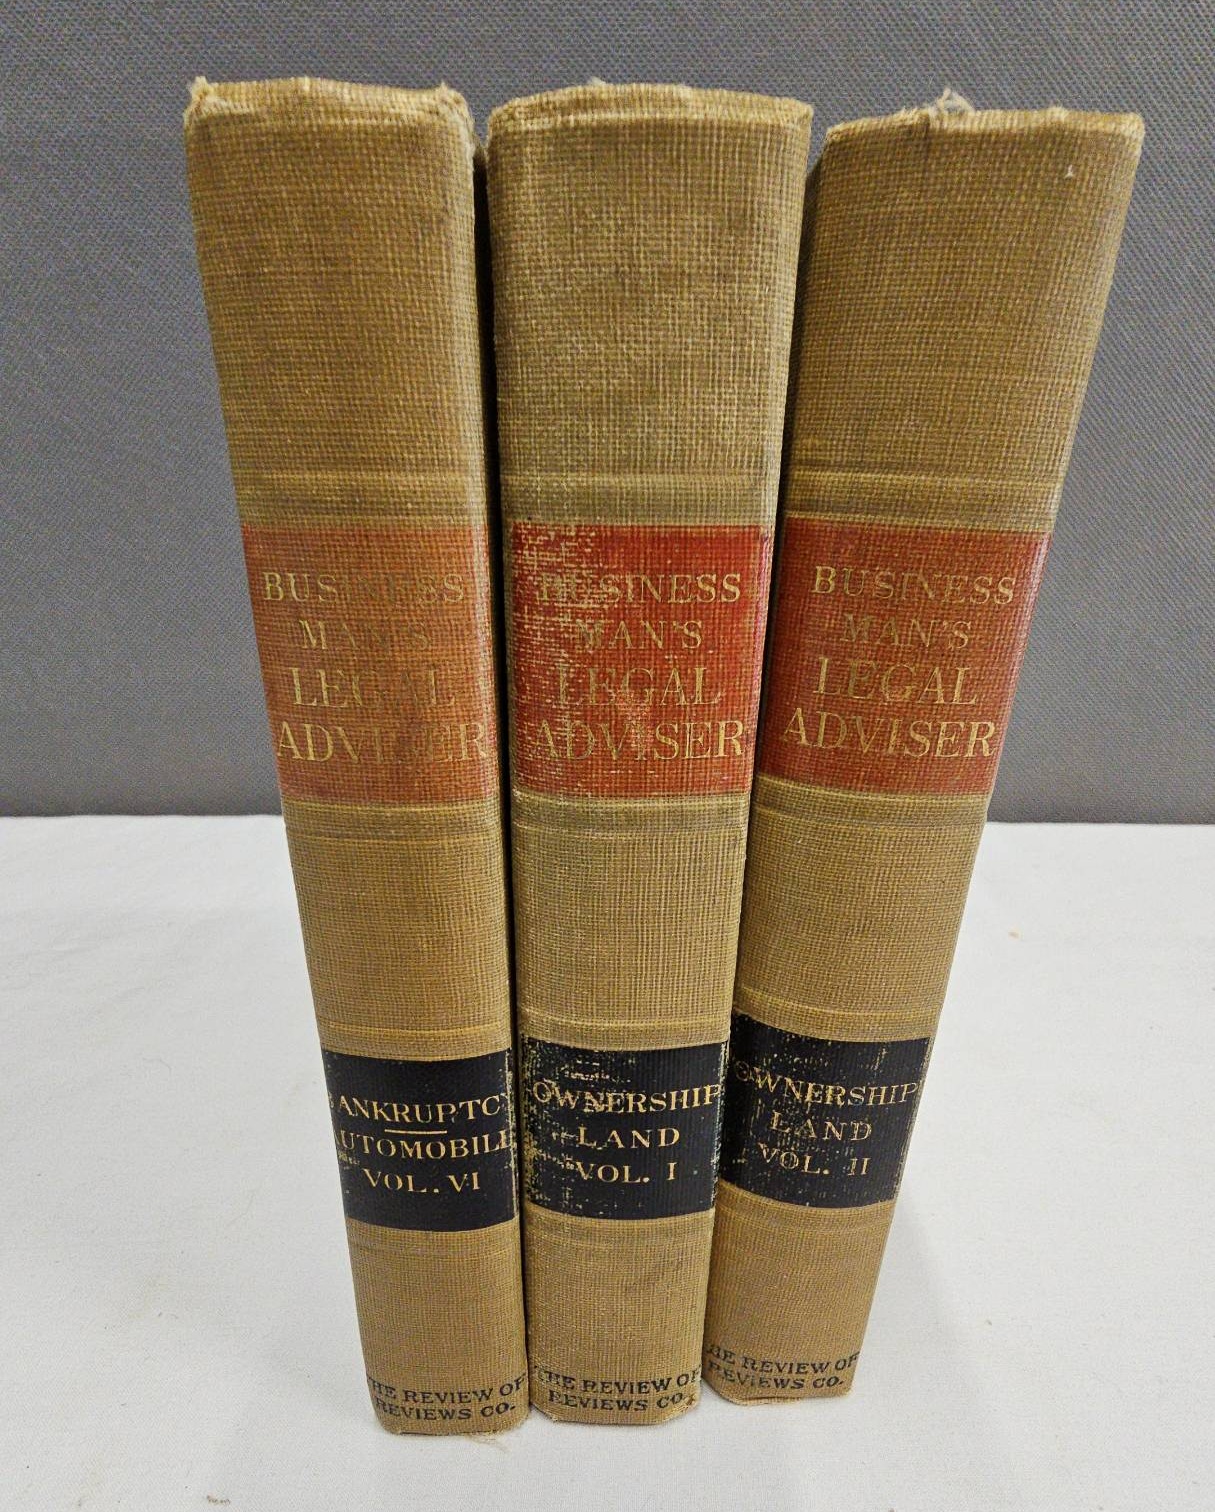 BUSINESS
MAN'S
LEGAL
ADVISER
BANKRUPTCY
AUTOMOBILE
VOL. VI
THE REVIEW OF
REVIEWS CO.
BUSINESS
MAN'S
LEGAL
ADVISER
OWNERSHIP
LAND
VOL. I
THE REVIEW OF
REVIEWS CO.
BUSINESS
MAN'S
LEGAL
ADVISER
OWNERSHIP
LAND
VOL. II
THE REVIEW OF
REVIEWS CO.